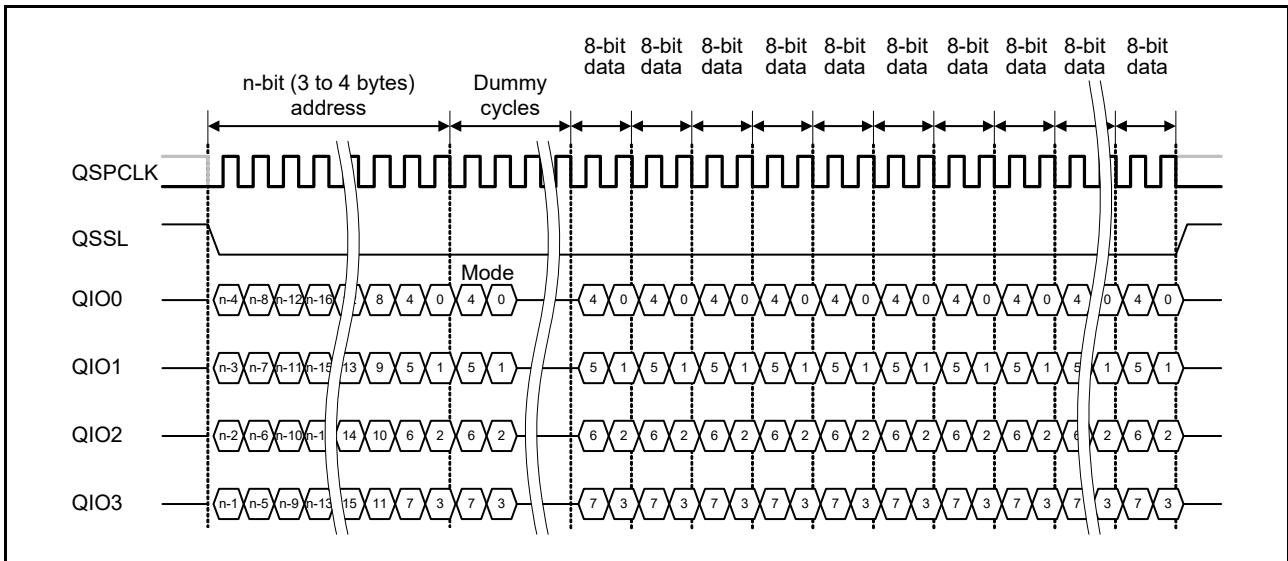 8-bit 8-bit 8-bit 8-bit 8-bit 8-bit 8-bit 8-bit 8-bit 8-bit
data data data data data data data data data data
n-bit (3 to 4 bytes) Dummy
address cycles
QSPCLK
QSSL
Mode
QIO0 n-4 n-8 n-12 n-16 8 4 0 4 0 4 0 4 0 4 0 4 0 4 0 4 0 4 0 4 0 4 0 4 0
QIO1 n-3 n-7 n-11 n-15 13 9 5 1 5 1 5 1 5 1 5 1 5 1 5 1 5 1 5 1 5 1 5 1 5 1
QIO2 n-2 n-6 n-10 n-1 14 10 6 2 6 2 6 2 6 2 6 2 6 2 6 2 6 2 6 2 6 2 6 2 6 2
QIO3 n-1 n-5 n-9 n-13 15 11 7 3 7 3 7 3 7 3 7 3 7 3 7 3 7 3 7 3 7 3 7 3 7 3